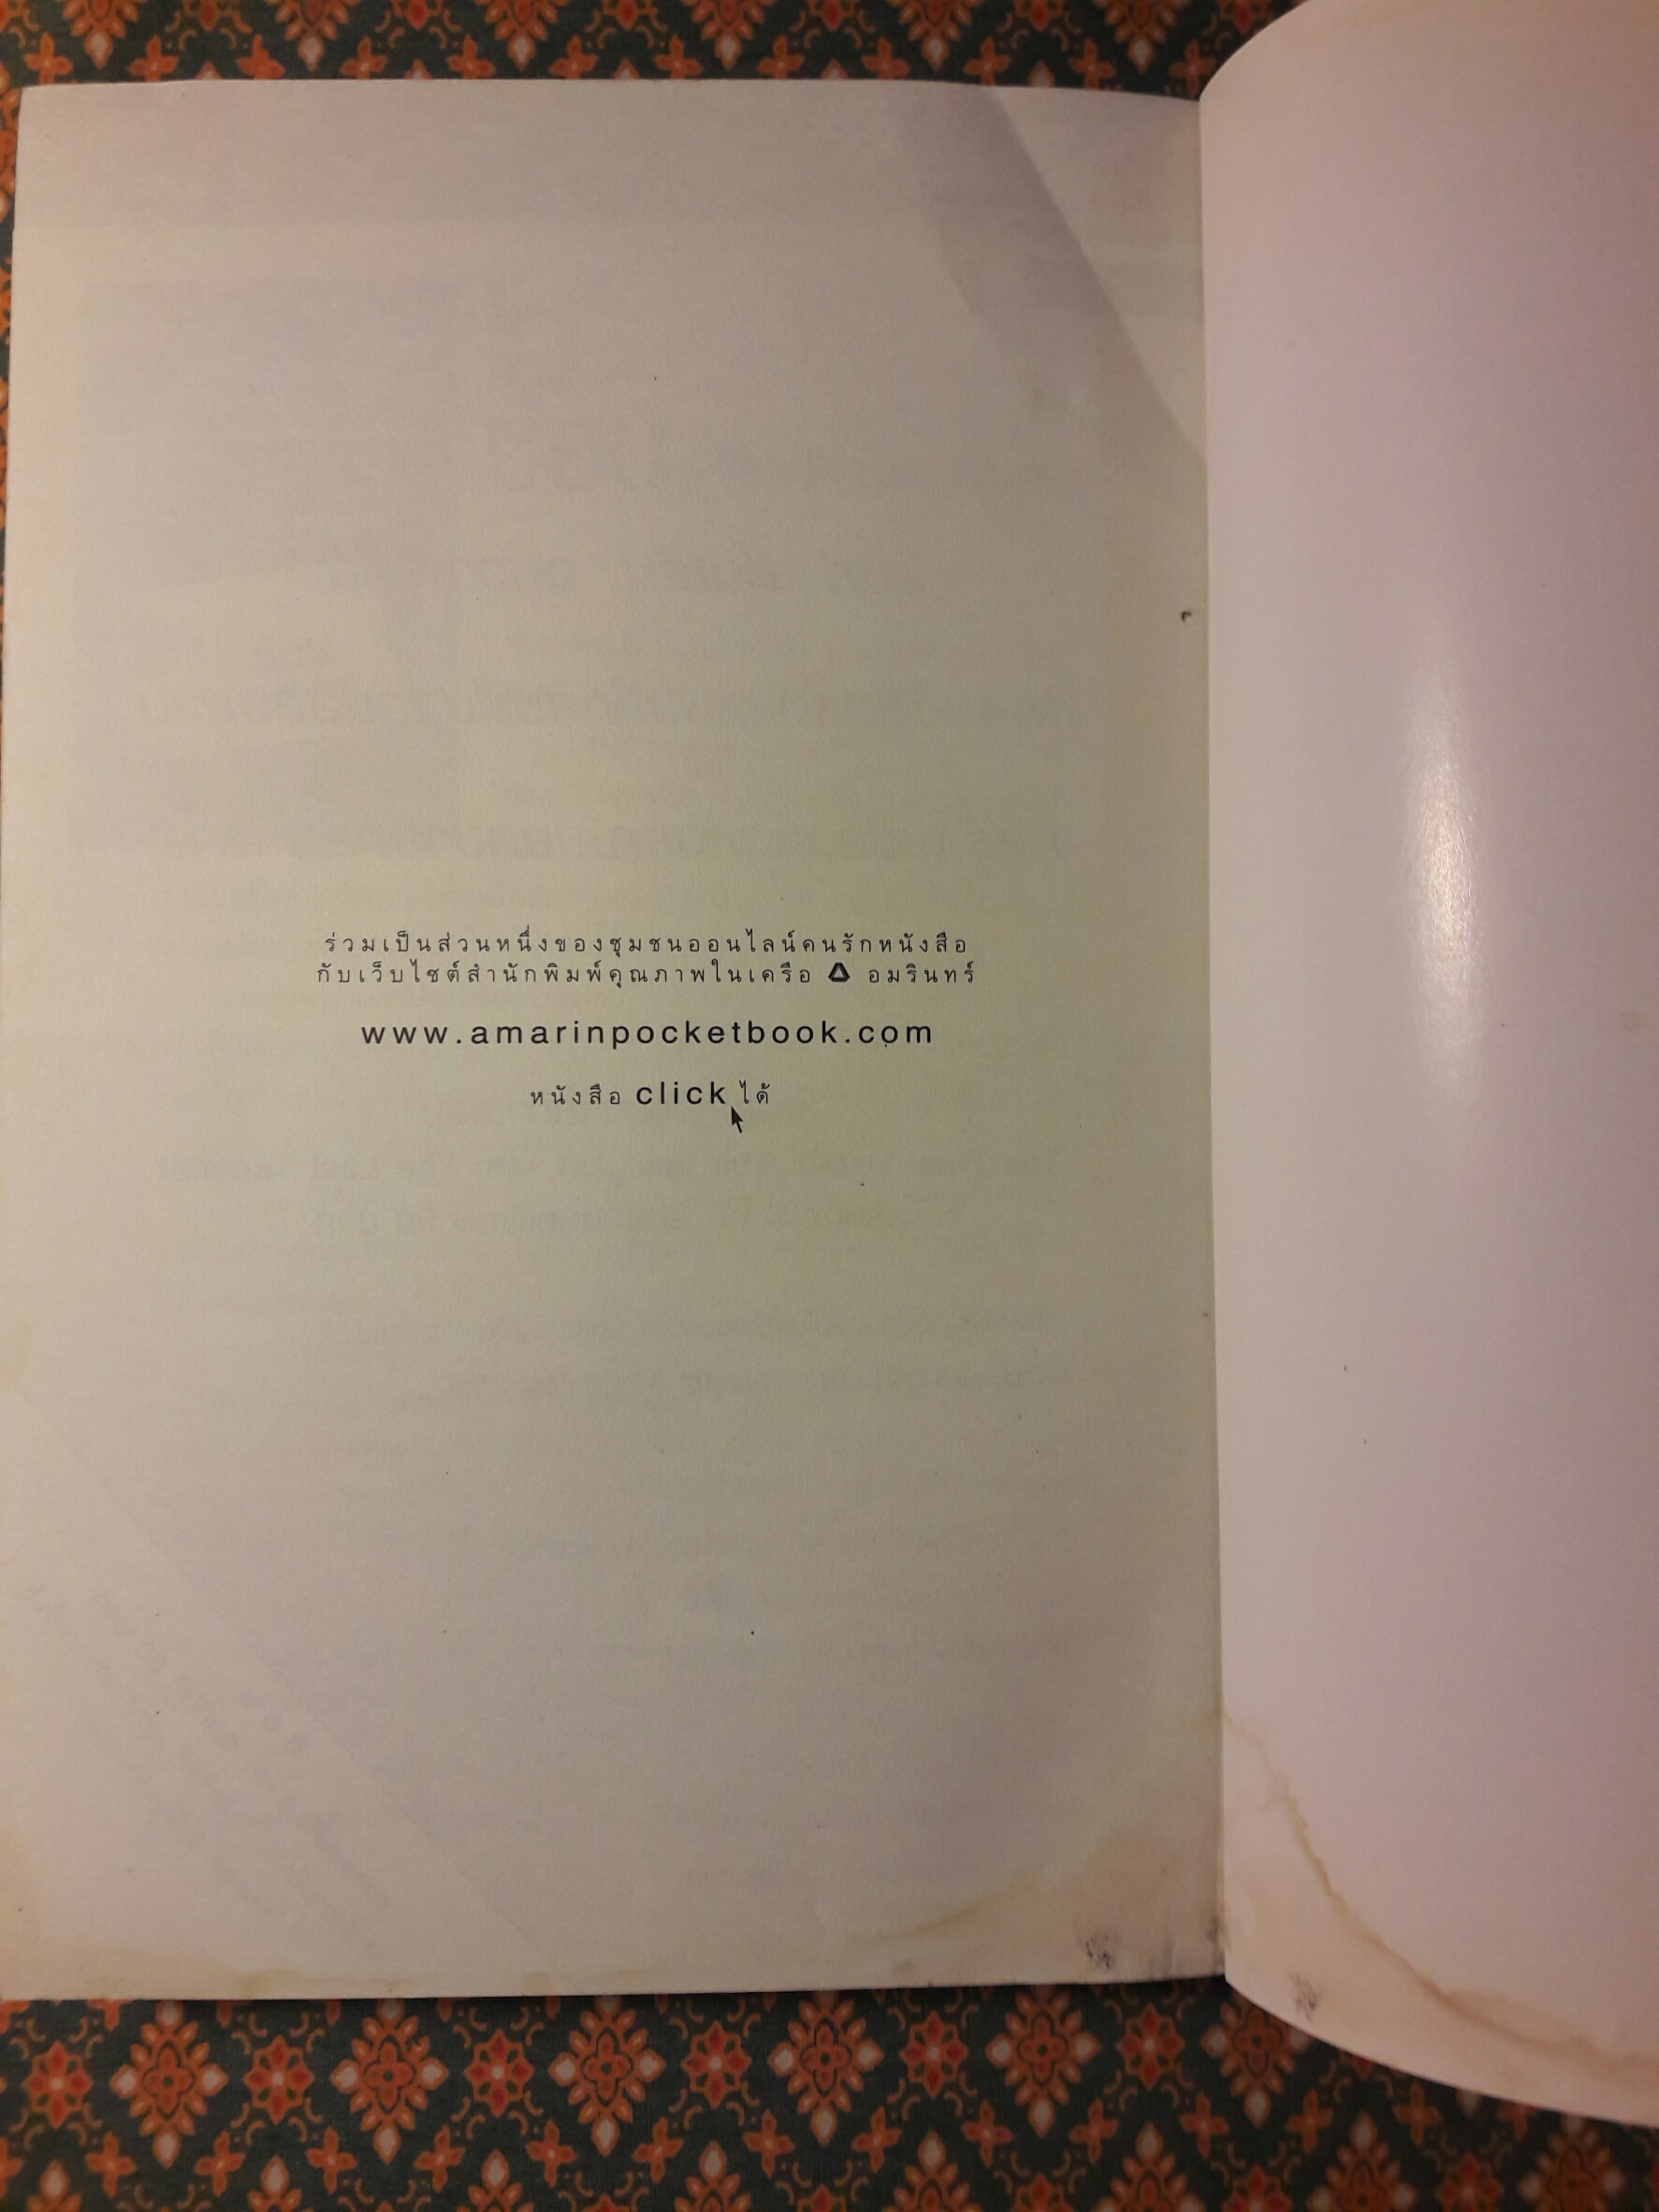 ร่วมเป็นส่วนหนึ่งของชุมชนออนไลน์คนรักหนังสือ
กับเว็บไซต์สำนักพิมพ์คุณภาพในเครือ อมรินทร์
www.amarinpocketbook.com
หนังสือ click ได้